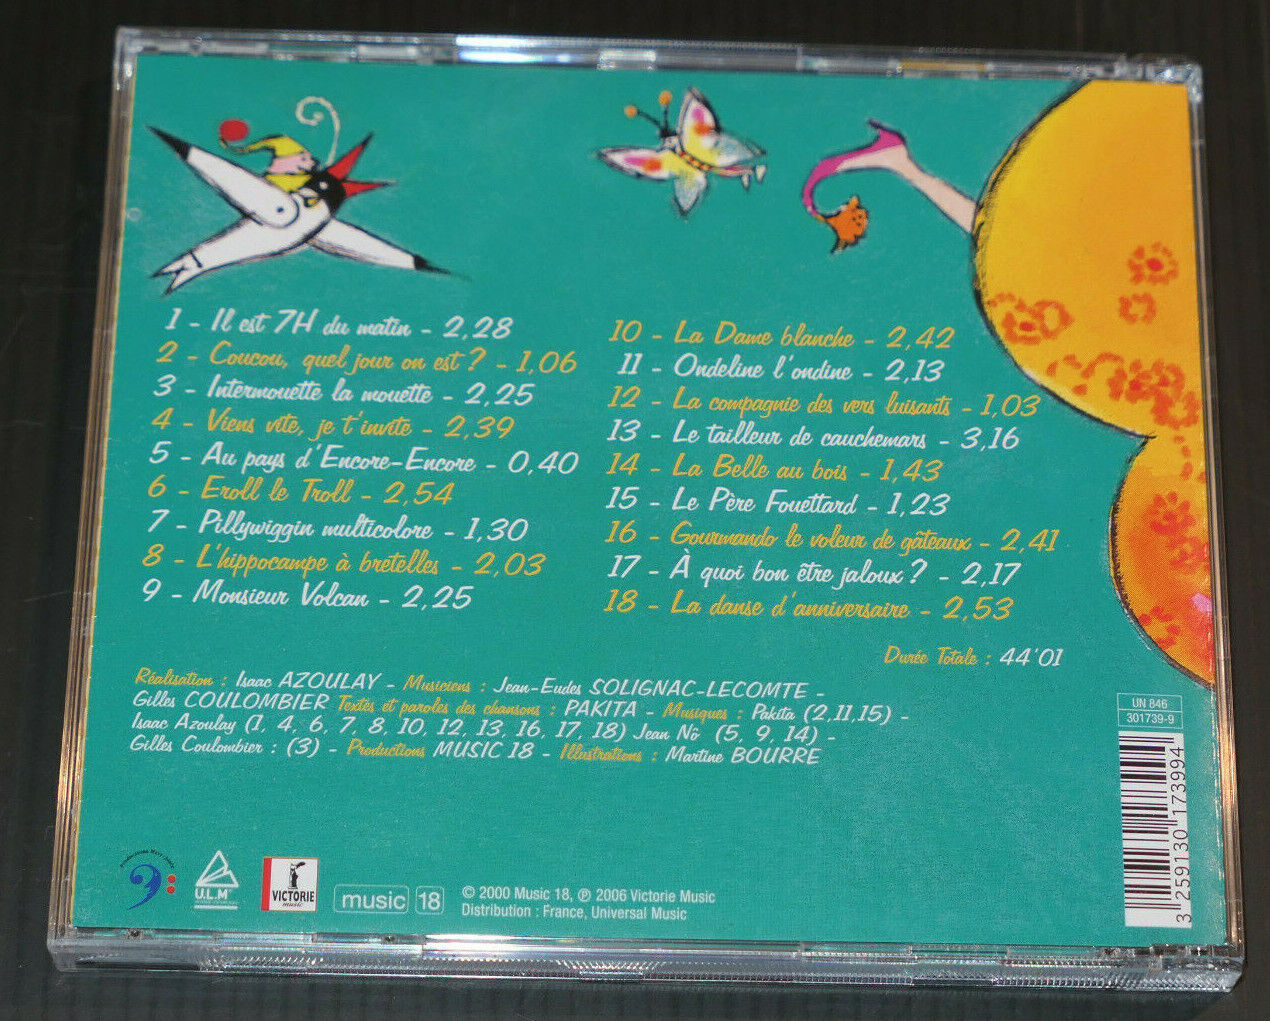 1 - Il est 7H du matin - 2,28
2 - Coucou, quel jour on est ? - 1,06
3 - Intermouette la mouette - 2,25
4 - Viens vite, je t'invite - 2,39
5 - Au pays d'Encore-Encore - 0,40
6 - Eroll le Troll - 2,54
7 - Pillywiggin multicolore - 1,30
8 - L'hippocampe à bretelles - 2,03
9 - Monsieur Volcan - 2,25
10 - La Dame blanche - 2,42
11 - Ondeline l'ondine - 2,13
12 - La compagnie des vers luisants - 1,03
13 - Le tailleur de cauchemars - 3,16
14 - La Belle au bois - 1,43
15 - Le Père Fouettard - 1,23
16 - Gourmando le voleur de gâteaux - 2,41
17 - À quoi bon être jaloux ? - 2,17
18 - La danse d'anniversaire - 2,53
Durée Totale : 44'01
Réalisation : Isaac AZOULAY - Musiciens : Jean-Eudes SOLIGNAC-LECOMTE -
Gilles COULOMBIER Textes et paroles des chansons : PAKITA - Musiques : Pakita (2,11,15) -
Isaac Azoulay (1, 4, 6, 7, 8, 10, 12, 13, 16, 17, 18) Jean Nô (5, 9, 14) -
Gilles Coulombier : (3) - Productions MUSIC 18 - Illustrations : Martine BOURRE
UN 846
301739-9
3 259130 173994
U.L.M
VICTORIE
music
music 18
© 2000 Music 18, ℗ 2006 Victorie Music
Distribution : France, Universal Music